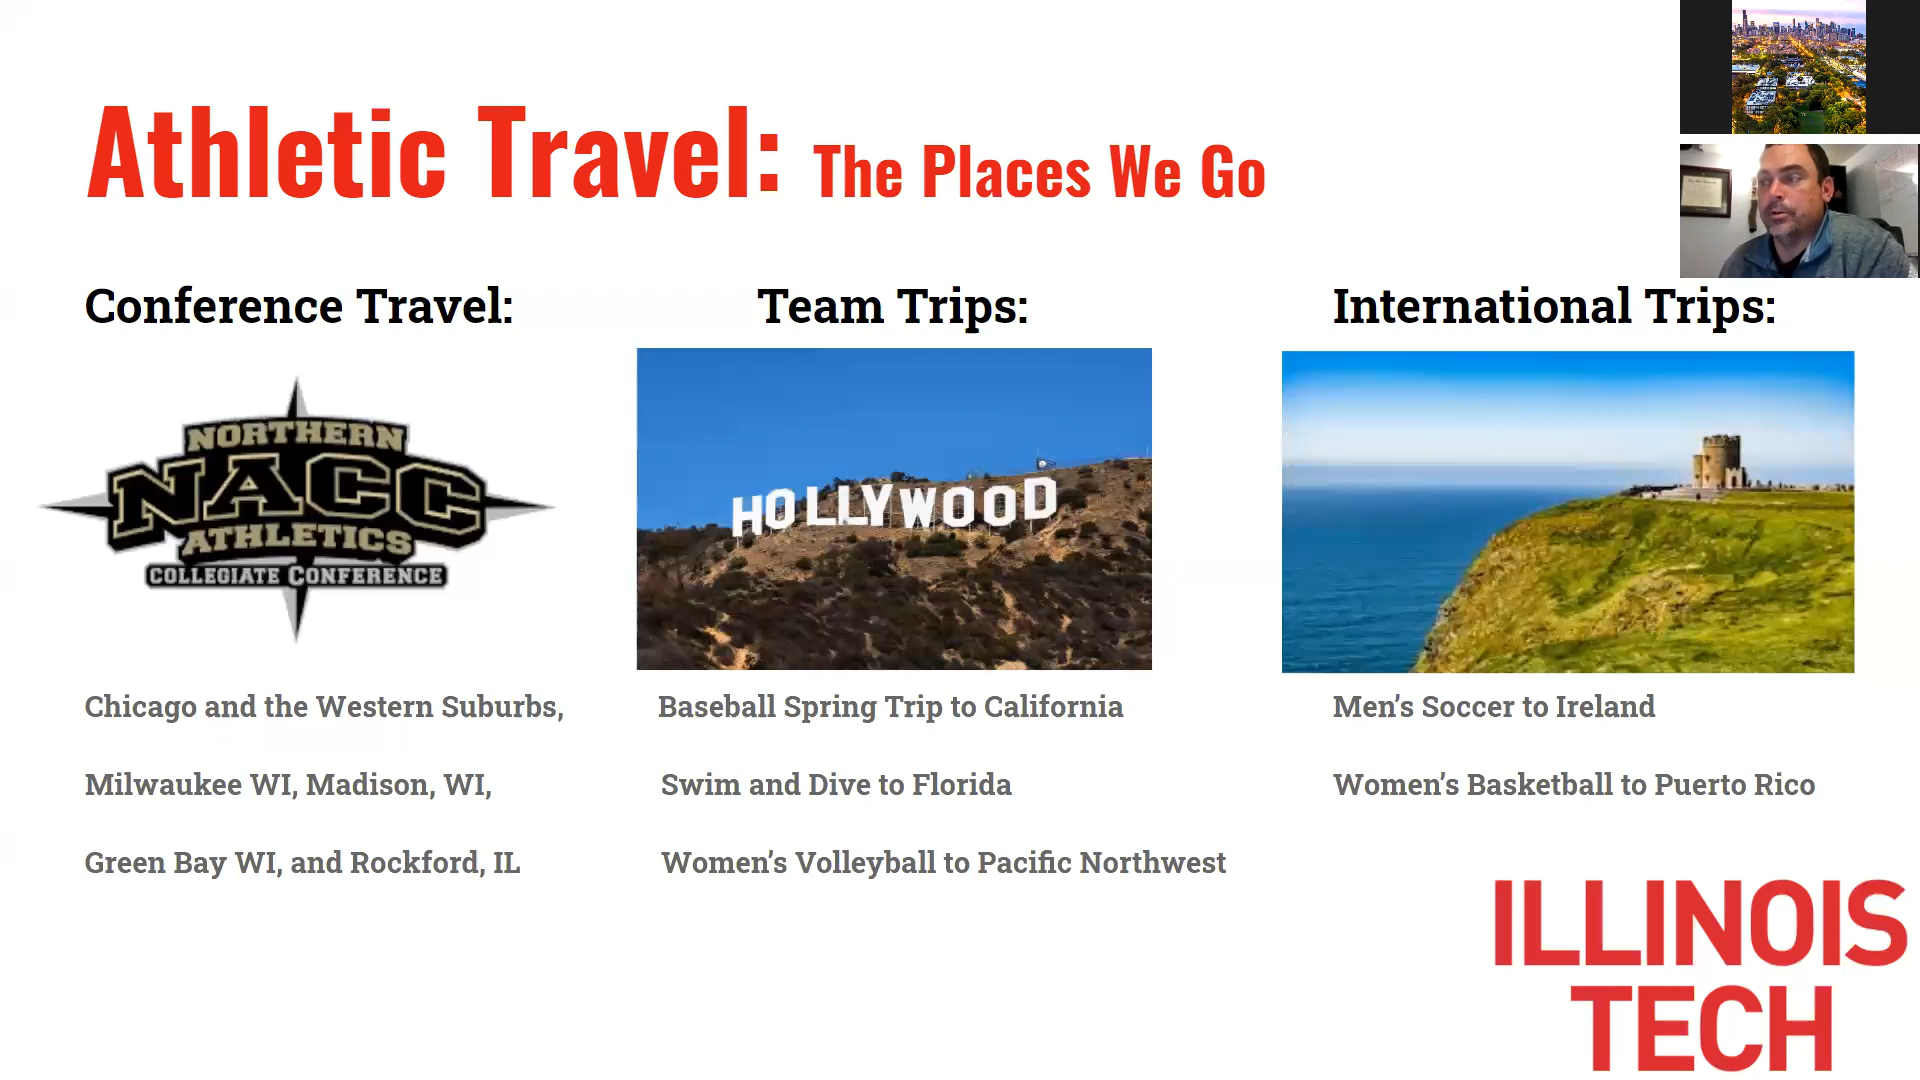 Athletic Travel: The Places We Go
Conference Travel:
NORTHERN
NACC
ATHLETICS
COLLEGIATE CONFERENCE
Chicago and the Western Suburbs,
Milwaukee WI, Madison, WI,
Green Bay WI, and Rockford, IL
Team Trips:
HOLLYWOOD
Baseball Spring Trip to California
Swim and Dive to Florida
Women’s Volleyball to Pacific Northwest
International Trips:
Men’s Soccer to Ireland
Women’s Basketball to Puerto Rico
ILLINOIS
TECH